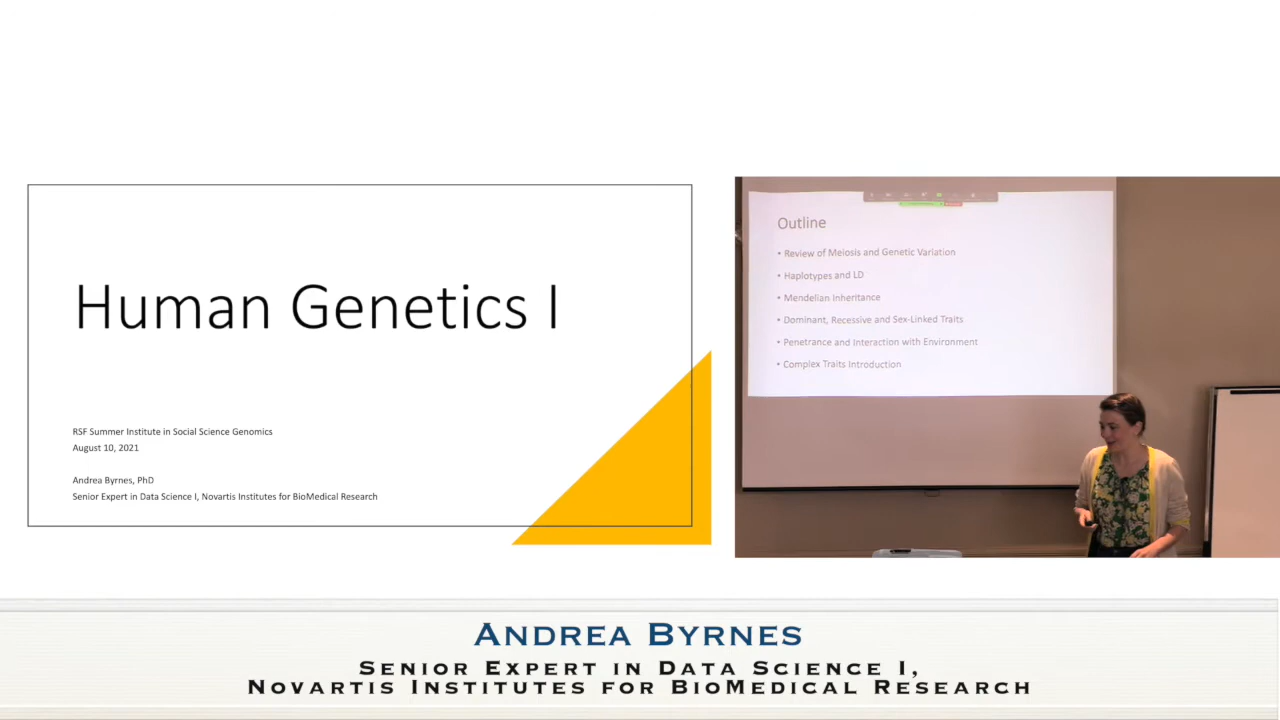 Human Genetics I
RSF Summer Institute in Social Science Genomics
August 10, 2021
Andrea Byrnes, PhD
Senior Expert in Data Science I, Novartis Institutes for BioMedical Research
Outline
• Review of Meiosis and Genetic Variation
• Haplotypes and LD
• Mendelian Inheritance
• Dominant, Recessive and Sex-Linked Traits
• Penetrance and Interaction with Environment
• Complex Traits Introduction
Andrea Byrnes
Senior Expert in Data Science I,
Novartis Institutes for BioMedical Research